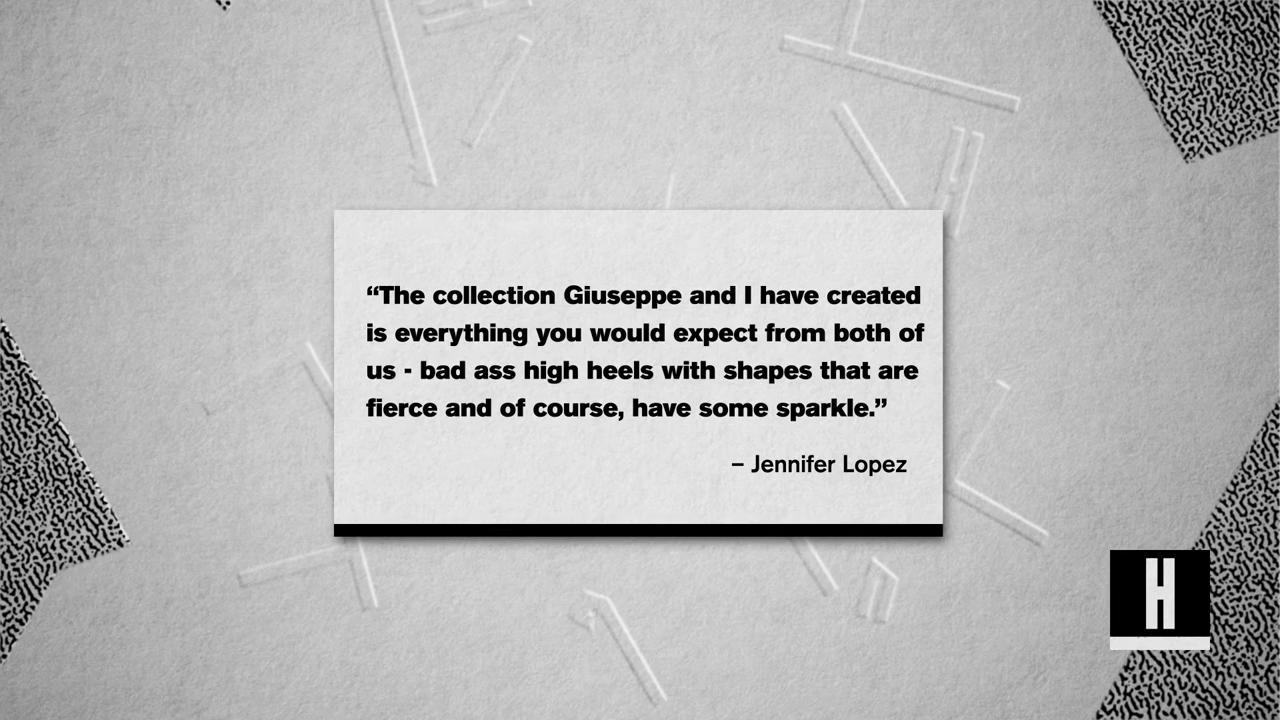 “The collection Giuseppe and I have created
is everything you would expect from both of
us - bad ass high heels with shapes that are
fierce and of course, have some sparkle.”
– Jennifer Lopez
H